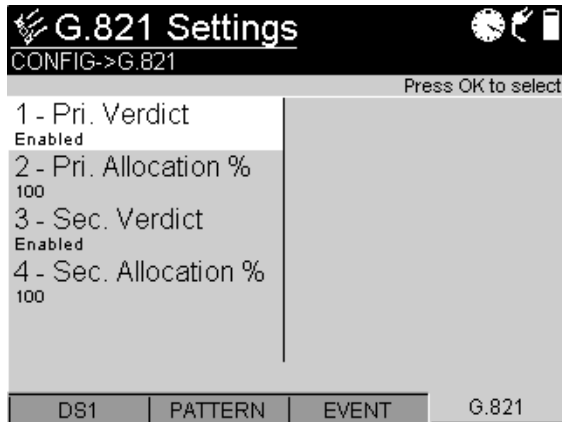 G.821 Settings
CONFIG->G.821
Press OK to select
1 - Pri. Verdict
Enabled
2 - Pri. Allocation %
100
3 - Sec. Verdict
Enabled
4 - Sec. Allocation %
100
DS1 PATTERN EVENT G.821